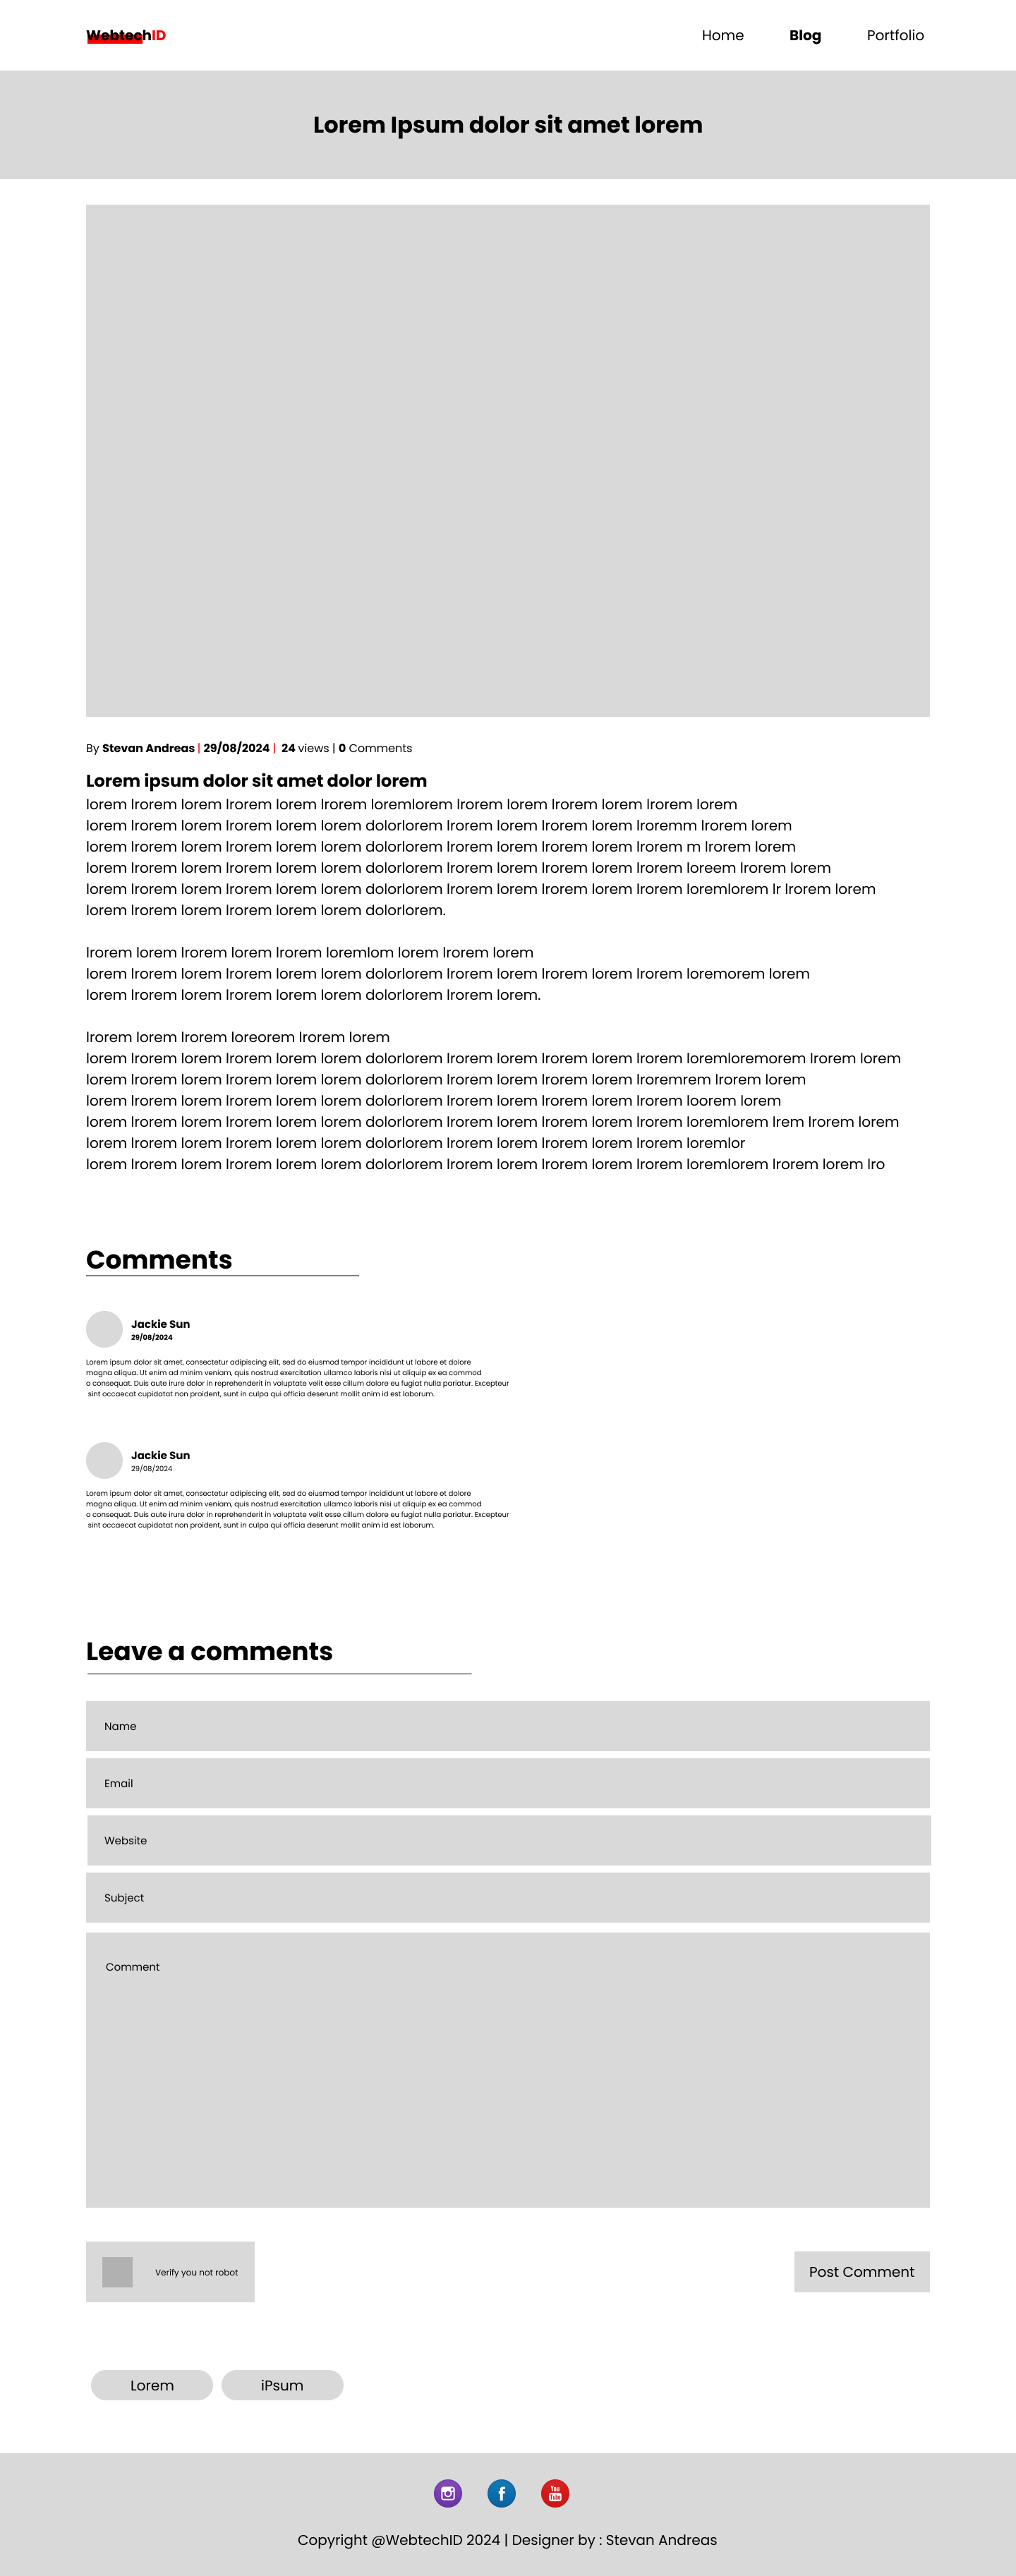 WebtechID
Home Blog Portfolio
Lorem Ipsum dolor sit amet lorem
By Stevan Andreas | 29/08/2024 | 24 views | 0 Comments
Lorem ipsum dolor sit amet dolor lorem
lorem lrorem lorem lrorem lorem lrorem loremlorem lrorem lorem lrorem lorem lrorem lorem
lorem lrorem lorem lrorem lorem lorem dolorlorem lrorem lorem lrorem lorem lroremm lrorem lorem
lorem lrorem lorem lrorem lorem lorem dolorlorem lrorem lorem lrorem lorem lrorem m lrorem lorem
lorem lrorem lorem lrorem lorem lorem dolorlorem lrorem lorem lrorem lorem lrorem loreem lrorem lorem
lorem lrorem lorem lrorem lorem lorem dolorlorem lrorem lorem lrorem lorem lrorem loremlorem lr lrorem lorem
lorem lrorem lorem lrorem lorem lorem dolorlorem.
lrorem lorem lrorem lorem lrorem loremlom lorem lrorem lorem
lorem lrorem lorem lrorem lorem lorem dolorlorem lrorem lorem lrorem lorem lrorem loremorem lorem
lorem lrorem lorem lrorem lorem lorem dolorlorem lrorem lorem.
lrorem lorem lrorem loreorem lrorem lorem
lorem lrorem lorem lrorem lorem lorem dolorlorem lrorem lorem lrorem lorem lrorem loremloremorem lrorem lorem
lorem lrorem lorem lrorem lorem lorem dolorlorem lrorem lorem lrorem lorem lroremrem lrorem lorem
lorem lrorem lorem lrorem lorem lorem dolorlorem lrorem lorem lrorem lorem lrorem loorem lorem
lorem lrorem lorem lrorem lorem lorem dolorlorem lrorem lorem lrorem lorem lrorem loremlorem lrem lrorem lorem
lorem lrorem lorem lrorem lorem lorem dolorlorem lrorem lorem lrorem lorem lrorem loremlor
lorem lrorem lorem lrorem lorem lorem dolorlorem lrorem lorem lrorem lorem lrorem loremlorem lrorem lorem lro
Comments
Jackie Sun
29/08/2024
Lorem ipsum dolor sit amet, consectetur adipiscing elit, sed do eiusmod tempor incididunt ut labore et dolore
magna aliqua. Ut enim ad minim veniam, quis nostrud exercitation ullamco laboris nisi ut aliquip ex ea commod
o consequat. Duis aute irure dolor in reprehenderit in voluptate velit esse cillum dolore eu fugiat nulla pariatur. Excepteur
sint occaecat cupidatat non proident, sunt in culpa qui officia deserunt mollit anim id est laborum.
Jackie Sun
29/08/2024
Lorem ipsum dolor sit amet, consectetur adipiscing elit, sed do eiusmod tempor incididunt ut labore et dolore
magna aliqua. Ut enim ad minim veniam, quis nostrud exercitation ullamco laboris nisi ut aliquip ex ea commod
o consequat. Duis aute irure dolor in reprehenderit in voluptate velit esse cillum dolore eu fugiat nulla pariatur. Excepteur
sint occaecat cupidatat non proident, sunt in culpa qui officia deserunt mollit anim id est laborum.
Leave a comments
Name
Email
Website
Subject
Comment
Verify you not robot
Post Comment
Lorem iPsum
You
Tube
Copyright @WebtechID 2024 | Designer by : Stevan Andreas